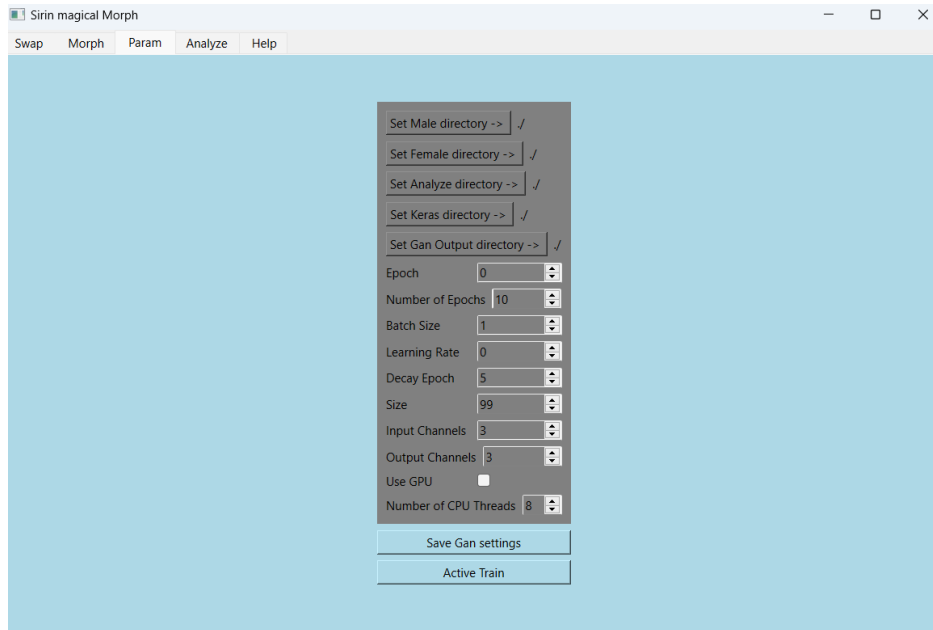 Sirin magical Morph
Swap Morph Param Analyze Help
Set Male directory -> ./
Set Female directory -> ./
Set Analyze directory -> ./
Set Keras directory -> ./
Set Gan Output directory -> ./
Epoch 0
Number of Epochs 10
Batch Size 1
Learning Rate 0
Decay Epoch 5
Size 99
Input Channels 3
Output Channels 3
Use GPU
Number of CPU Threads 8
Save Gan settings
Active Train